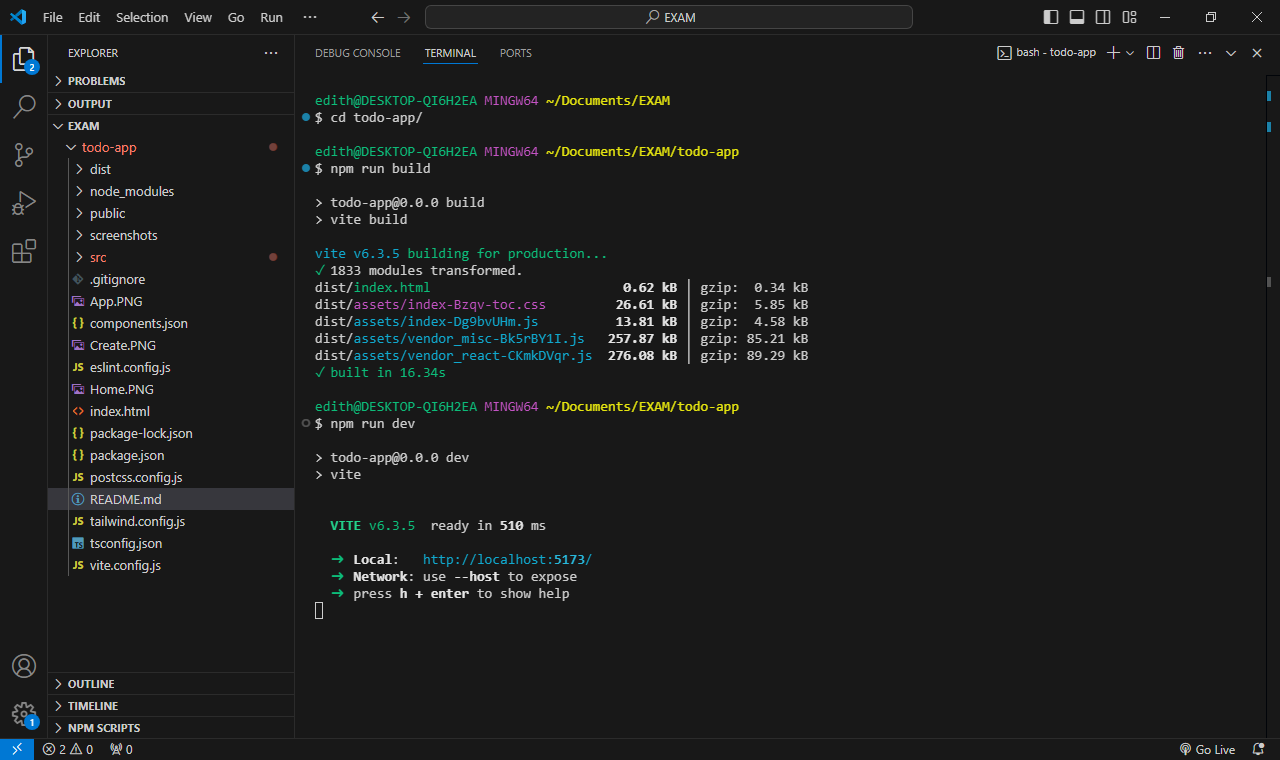 File Edit Selection View Go Run ···
EXAM
EXPLORER
2
PROBLEMS
OUTPUT
EXAM
todo-app
dist
node_modules
public
screenshots
src
.gitignore
App.PNG
components.json
Create.PNG
eslint.config.js
Home.PNG
index.html
package-lock.json
package.json
postcss.config.js
README.md
tailwind.config.js
tsconfig.json
vite.config.js
OUTLINE
TIMELINE
NPM SCRIPTS
1
DEBUG CONSOLE TERMINAL PORTS
bash - todo-app
edith@DESKTOP-QI6H2EA MINGW64 ~/Documents/EXAM
$ cd todo-app/
edith@DESKTOP-QI6H2EA MINGW64 ~/Documents/EXAM/todo-app
$ npm run build
> todo-app@0.0.0 build
> vite build
vite v6.3.5 building for production...
✓ 1833 modules transformed.
dist/index.html 0.62 kB │ gzip: 0.34 kB
dist/assets/index-Bzqv-toc.css 26.61 kB │ gzip: 5.85 kB
dist/assets/index-Dg9bvUHm.js 13.81 kB │ gzip: 4.58 kB
dist/assets/vendor_misc-Bk5rBY1I.js 257.87 kB │ gzip: 85.21 kB
dist/assets/vendor_react-CKmkDVqr.js 276.08 kB │ gzip: 89.29 kB
✓ built in 16.34s
edith@DESKTOP-QI6H2EA MINGW64 ~/Documents/EXAM/todo-app
$ npm run dev
> todo-app@0.0.0 dev
> vite
VITE v6.3.5 ready in 510 ms
➜ Local: http://localhost:5173/
➜ Network: use --host to expose
➜ press h + enter to show help
2 0 0
Go Live